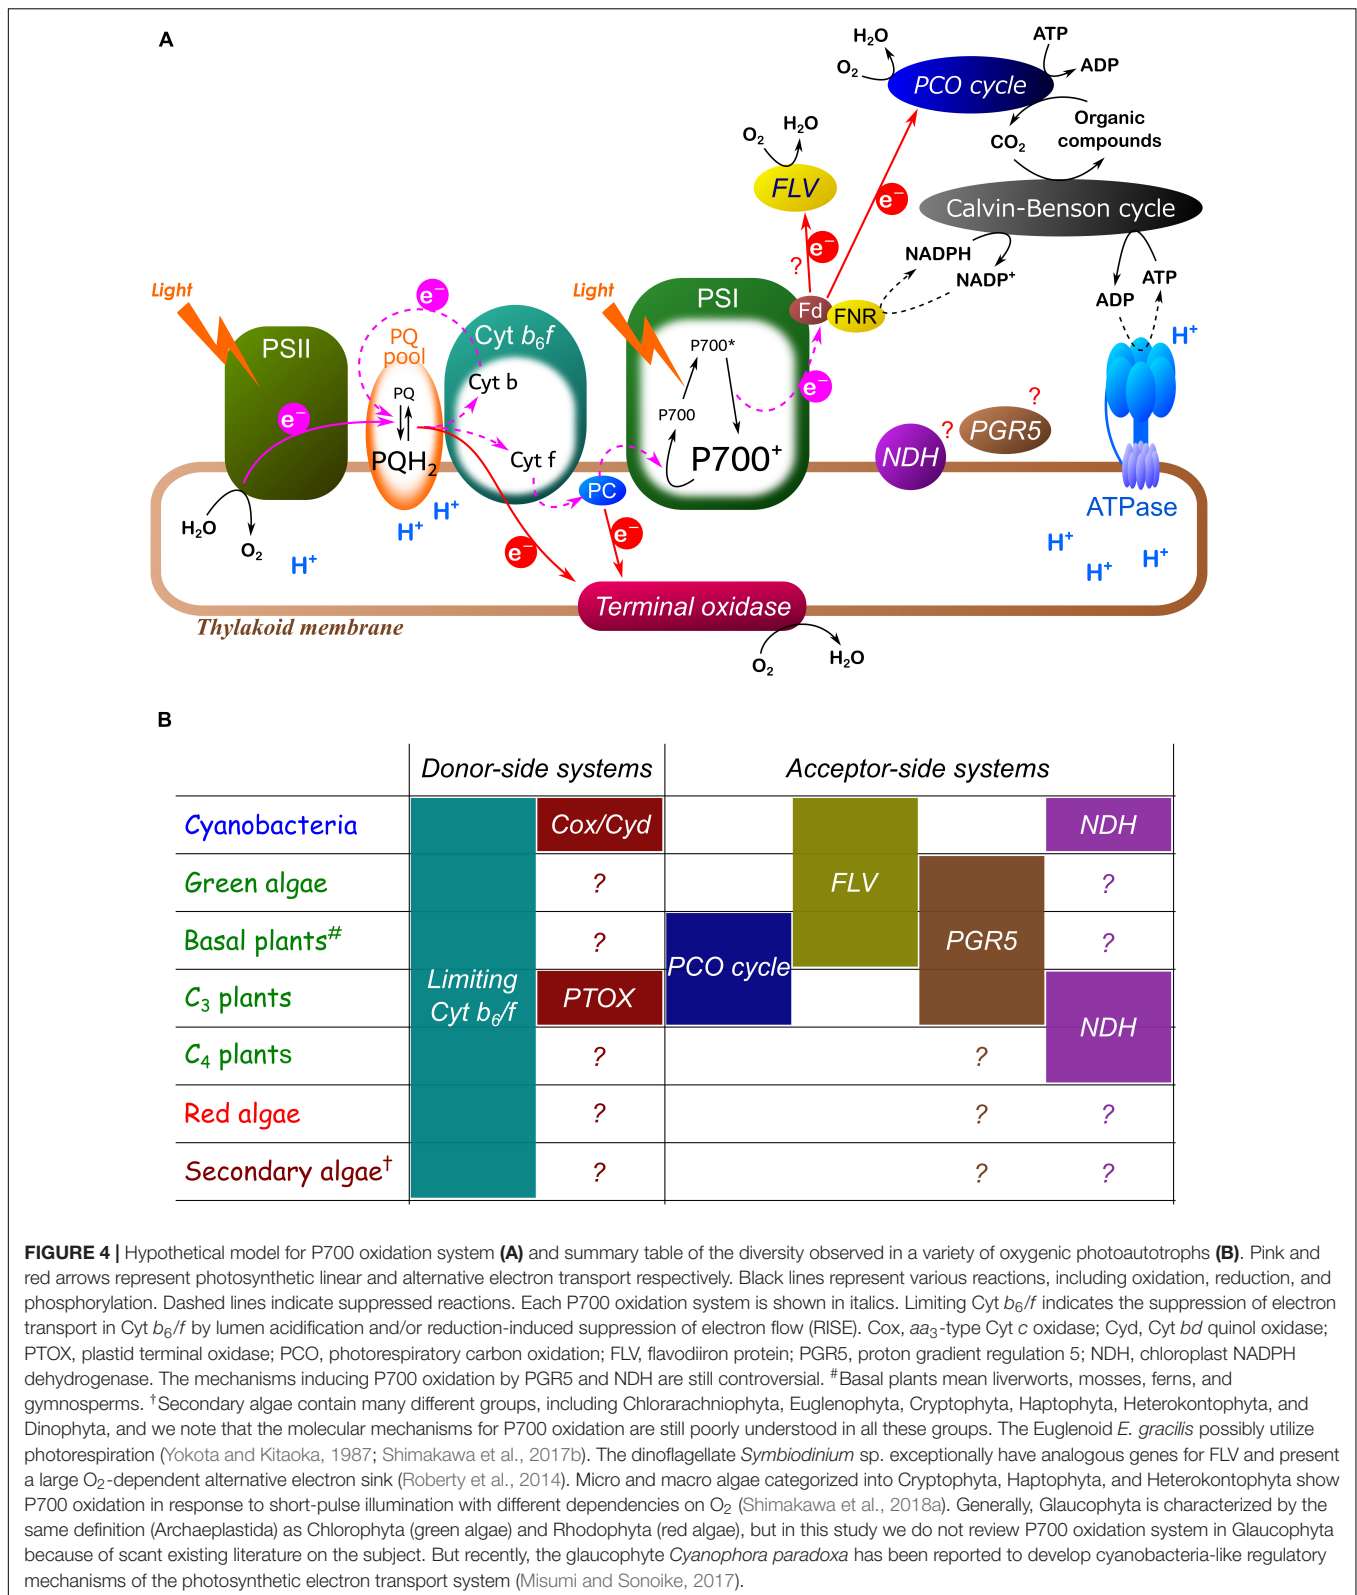 A
H2O
O2
ATP
ADP
PCO cycle
Organic
compounds
CO2
O2
H2O
FLV
e−
Calvin-Benson cycle
e−
?
NADPH
NADP+
ADP
ATP
Light
e−
Light
PSI
Fd
FNR
H+
PSII
PQ
pool
Cyt b6f
P700*
e−
Cyt b
PQ
P700
e−
?
NDH
?
PGR5
PQH2
Cyt f
P700+
PC
ATPase
H2O
O2
H+
H+
H+
e−
e−
H+
H+
H+
Terminal oxidase
Thylakoid membrane
O2
H2O
B
Donor-side systems Acceptor-side systems
Cyanobacteria Cox/Cyd NDH
Green algae ? FLV ?
Basal plants# ? PGR5 ?
PCO cycle
Limiting
Cyt b6/f
C3 plants PTOX
NDH
C4 plants ? ?
Red algae ? ? ?
Secondary algae† ? ? ?
FIGURE 4 | Hypothetical model for P700 oxidation system (A) and summary table of the diversity observed in a variety of oxygenic photoautotrophs (B). Pink and
red arrows represent photosynthetic linear and alternative electron transport respectively. Black lines represent various reactions, including oxidation, reduction, and
phosphorylation. Dashed lines indicate suppressed reactions. Each P700 oxidation system is shown in italics. Limiting Cyt b6/f indicates the suppression of electron
transport in Cyt b6/f by lumen acidification and/or reduction-induced suppression of electron flow (RISE). Cox, aa3-type Cyt c oxidase; Cyd, Cyt bd quinol oxidase;
PTOX, plastid terminal oxidase; PCO, photorespiratory carbon oxidation; FLV, flavodiiron protein; PGR5, proton gradient regulation 5; NDH, chloroplast NADPH
dehydrogenase. The mechanisms inducing P700 oxidation by PGR5 and NDH are still controversial. #Basal plants mean liverworts, mosses, ferns, and
gymnosperms. †Secondary algae contain many different groups, including Chlorarachniophyta, Euglenophyta, Cryptophyta, Haptophyta, Heterokontophyta, and
Dinophyta, and we note that the molecular mechanisms for P700 oxidation are still poorly understood in all these groups. The Euglenoid E. gracilis possibly utilize
photorespiration (Yokota and Kitaoka, 1987; Shimakawa et al., 2017b). The dinoflagellate Symbiodinium sp. exceptionally have analogous genes for FLV and present
a large O2-dependent alternative electron sink (Roberty et al., 2014). Micro and macro algae categorized into Cryptophyta, Haptophyta, and Heterokontophyta show
P700 oxidation in response to short-pulse illumination with different dependencies on O2 (Shimakawa et al., 2018a). Generally, Glaucophyta is characterized by the
same definition (Archaeplastida) as Chlorophyta (green algae) and Rhodophyta (red algae), but in this study we do not review P700 oxidation system in Glaucophyta
because of scant existing literature on the subject. But recently, the glaucophyte Cyanophora paradoxa has been reported to develop cyanobacteria-like regulatory
mechanisms of the photosynthetic electron transport system (Misumi and Sonoike, 2017).